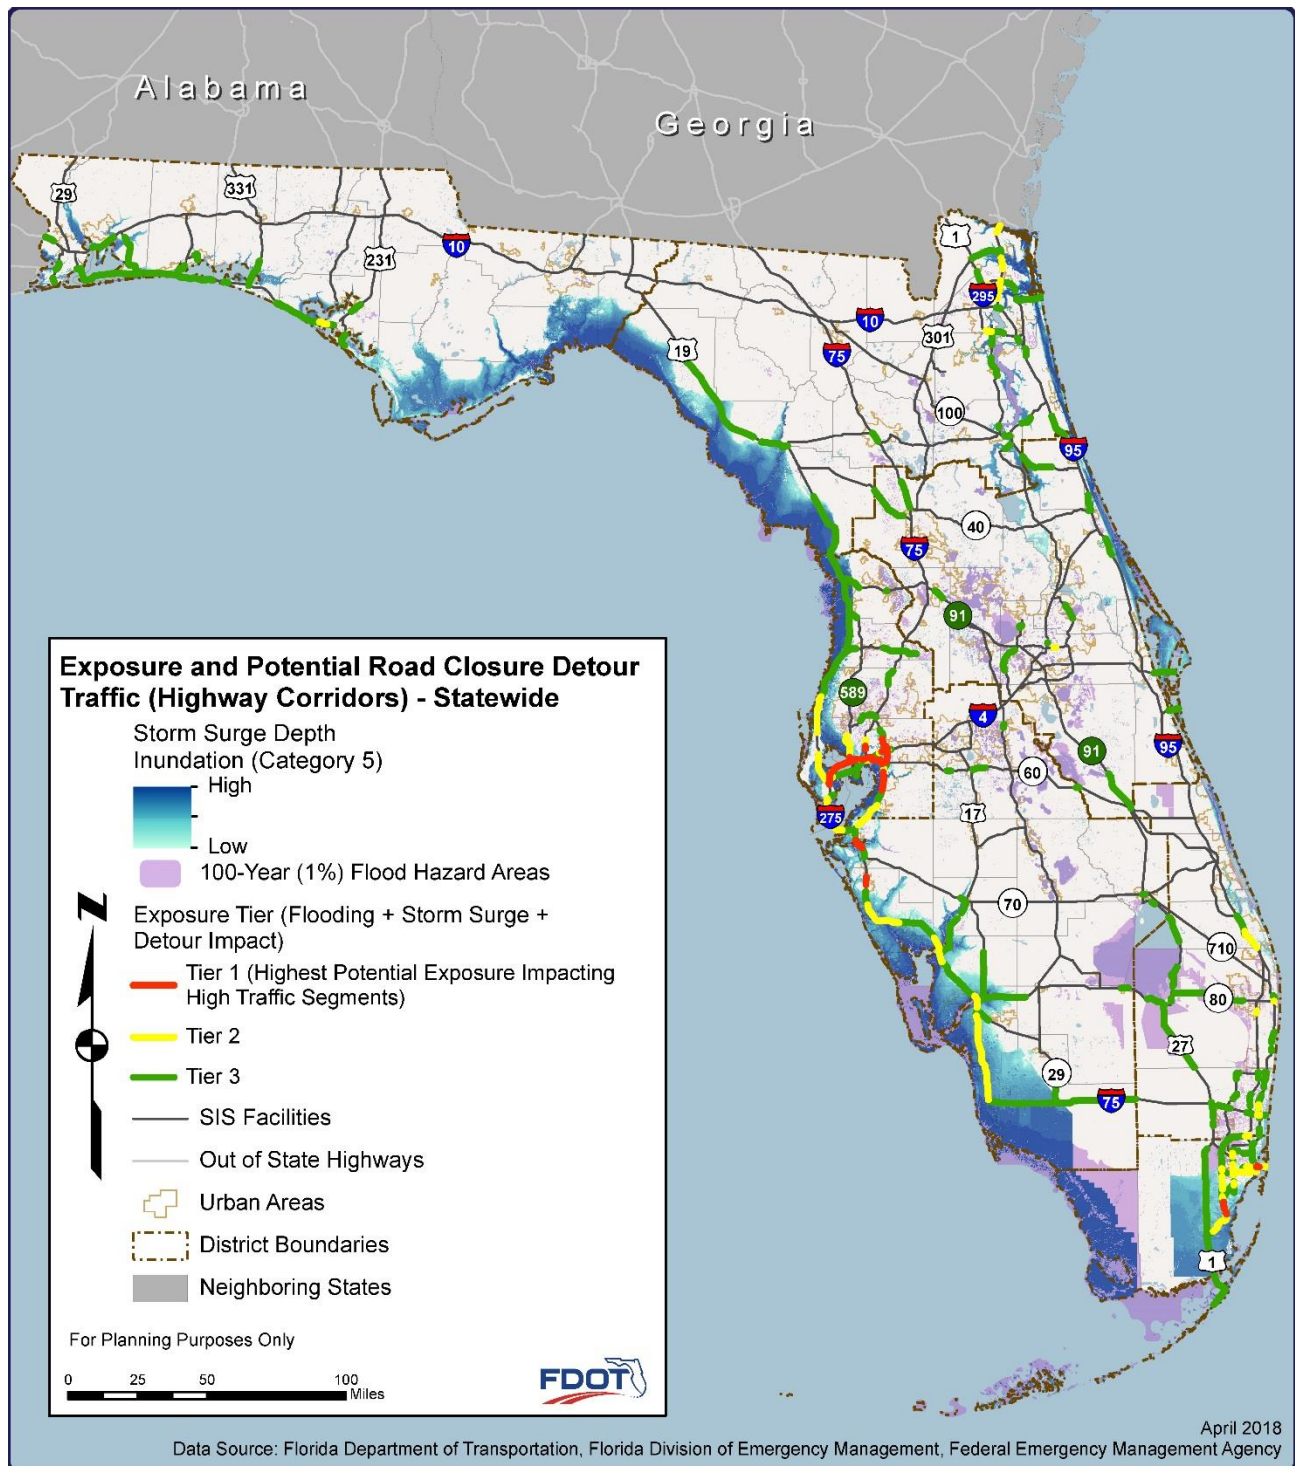 Alabama
Georgia
29
331
231
10
1
295
10
301
19
75
100
95
40
75
91
589
4
91
95
60
275
17
70
710
80
27
29
75
1
Exposure and Potential Road Closure Detour
Traffic (Highway Corridors) - Statewide
Storm Surge Depth
Inundation (Category 5)
High
Low
100-Year (1%) Flood Hazard Areas
Exposure Tier (Flooding + Storm Surge +
Detour Impact)
Tier 1 (Highest Potential Exposure Impacting
High Traffic Segments)
Tier 2
Tier 3
SIS Facilities
Out of State Highways
Urban Areas
District Boundaries
Neighboring States
N
For Planning Purposes Only
0 25 50 100
Miles
FDOT
April 2018
Data Source: Florida Department of Transportation, Florida Division of Emergency Management, Federal Emergency Management Agency